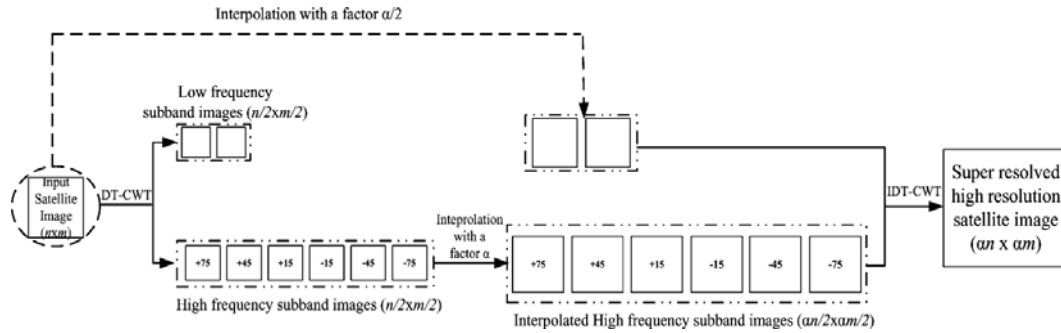 Interpolation with a factor α/2
Low frequency
subband images (n/2xm/2)
Input
Satellite
Image
(nxm)
DT-CWT
+75 +45 +15 -15 -45 -75
High frequency subband images (n/2xm/2)
Inteprolation
with a
factor α
+75 +45 +15 -15 -45 -75
Interpolated High frequency subband images (αn/2xαm/2)
IDT-CWT
Super resolved
high resolution
satellite image
(αn x αm)